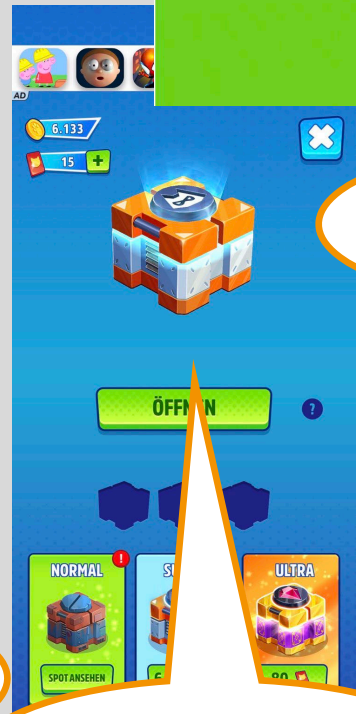 AD
6.133
15
ÖFFNEN
?
NORMAL
!
ULTRA
SPOT ANSEHEN
80